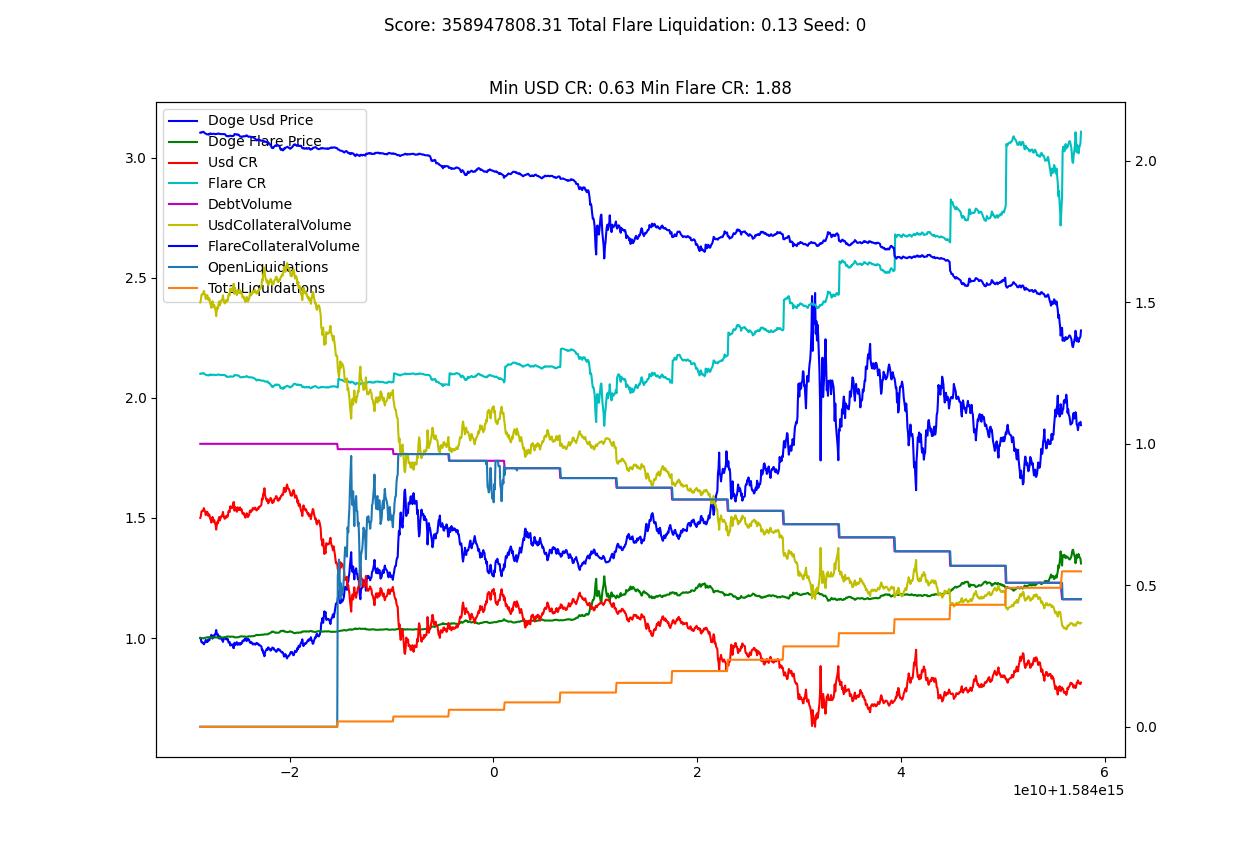 Score: 358947808.31 Total Flare Liquidation: 0.13 Seed: 0
Min USD CR: 0.63 Min Flare CR: 1.88
Doge Usd Price
Doge Flare Price
Usd CR
Flare CR
DebtVolume
UsdCollateralVolume
FlareCollateralVolume
OpenLiquidations
TotalLiquidations
3.0
2.5
2.0
1.5
1.0
2.0
1.5
1.0
0.5
0.0
−2
0
2
4
6
1e10+1.584e15